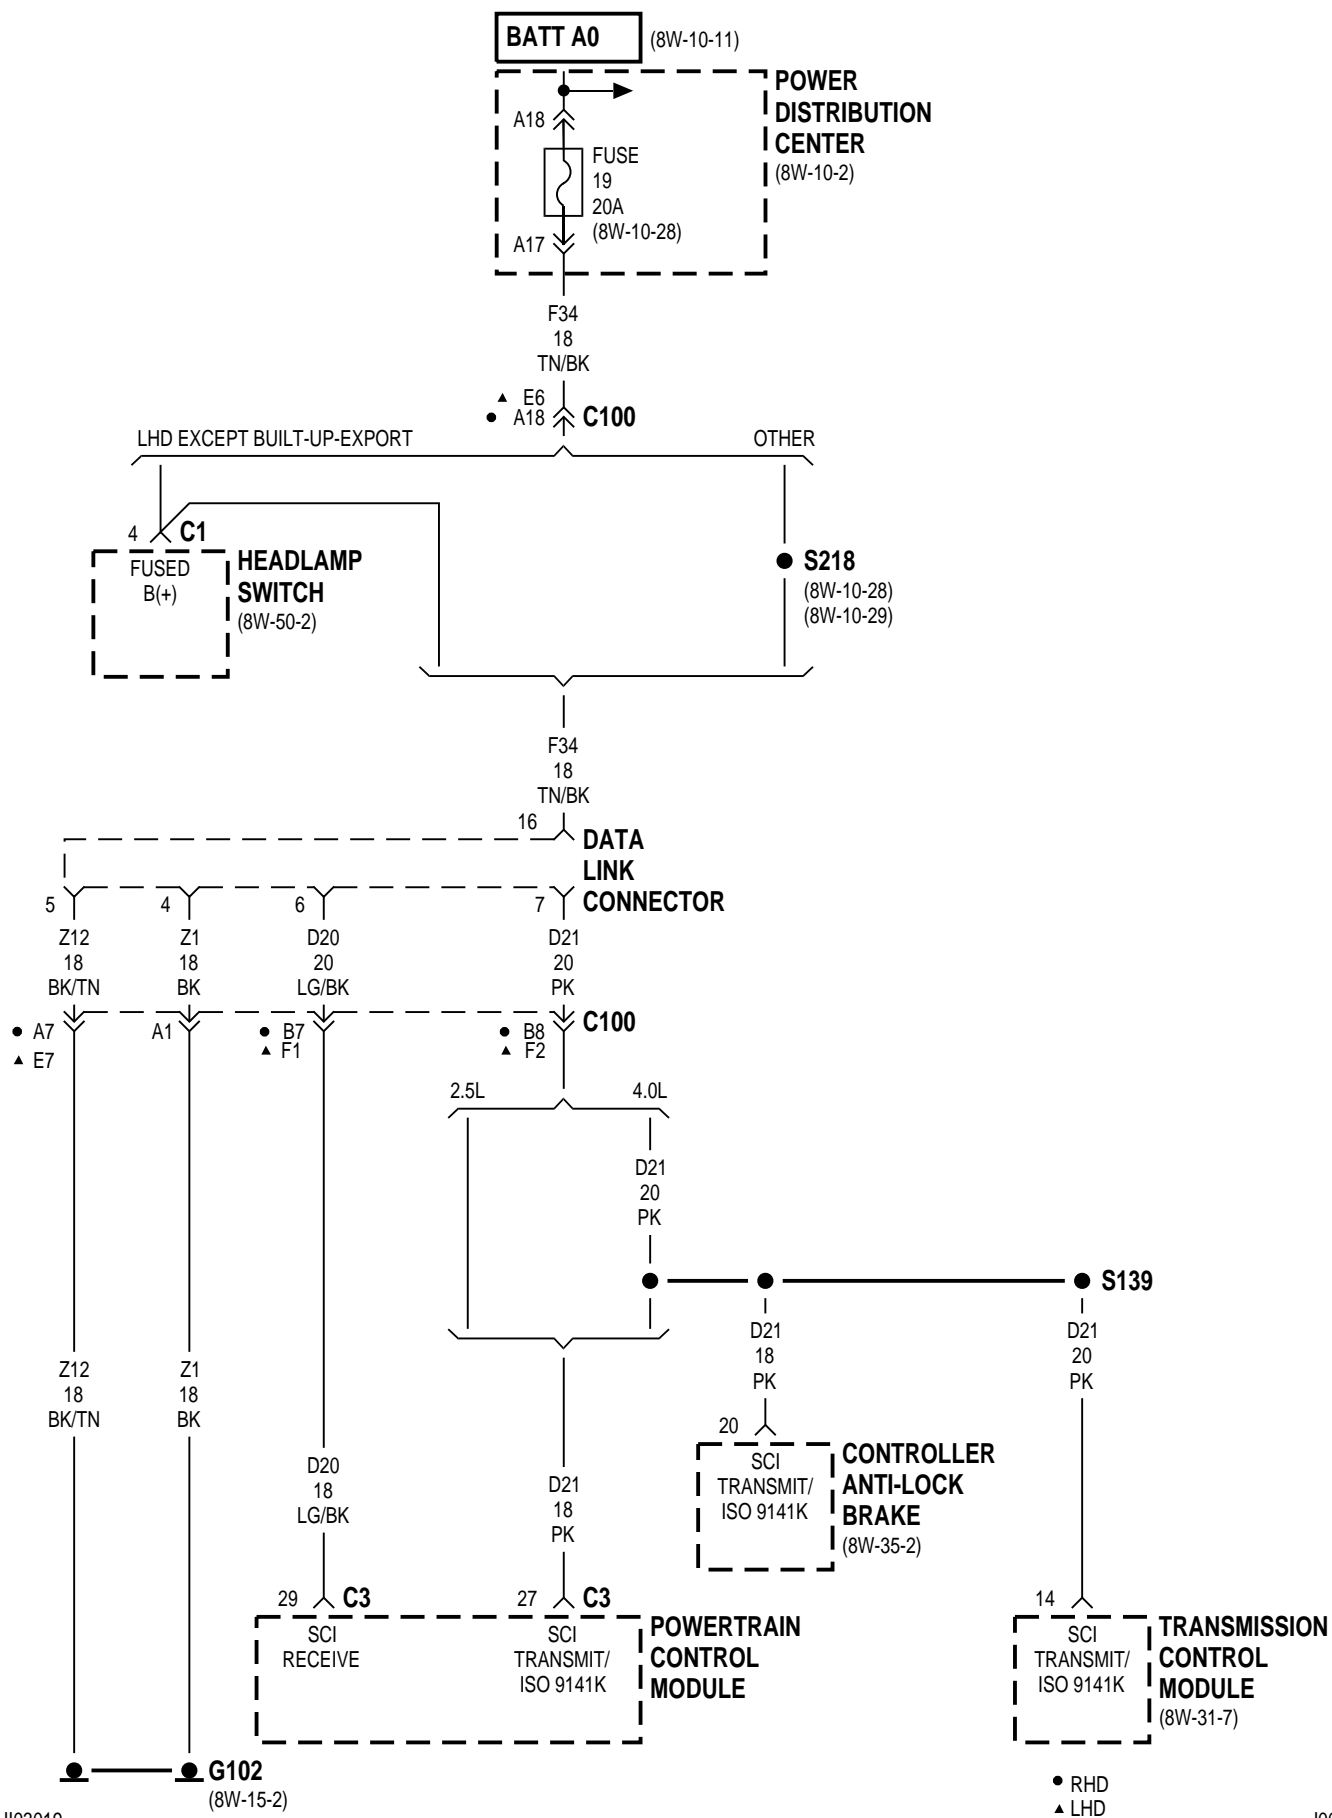 BATT A0
(8W-10-11)
POWER
DISTRIBUTION
CENTER
(8W-10-2)
A18
FUSE
19
20A
(8W-10-28)
A17
F34
18
TN/BK
E6
A18
C100
LHD EXCEPT BUILT-UP-EXPORT
OTHER
4
C1
FUSED
B(+)
HEADLAMP
SWITCH
(8W-50-2)
S218
(8W-10-28)
(8W-10-29)
F34
18
TN/BK
16
DATA
LINK
CONNECTOR
5
4
6
7
Z12
18
BK/TN
Z1
18
BK
D20
20
LG/BK
D21
20
PK
A7
E7
A1
B7
F1
B8
F2
C100
2.5L
4.0L
D21
20
PK
S139
Z12
18
BK/TN
Z1
18
BK
D20
18
LG/BK
D21
18
PK
D21
18
PK
D21
20
PK
20
SCI
TRANSMIT/
ISO 9141K
CONTROLLER
ANTI-LOCK
BRAKE
(8W-35-2)
29
C3
27
C3
SCI
RECEIVE
SCI
TRANSMIT/
ISO 9141K
POWERTRAIN
CONTROL
MODULE
14
SCI
TRANSMIT/
ISO 9141K
TRANSMISSION
CONTROL
MODULE
(8W-31-7)
G102
(8W-15-2)
RHD
LHD